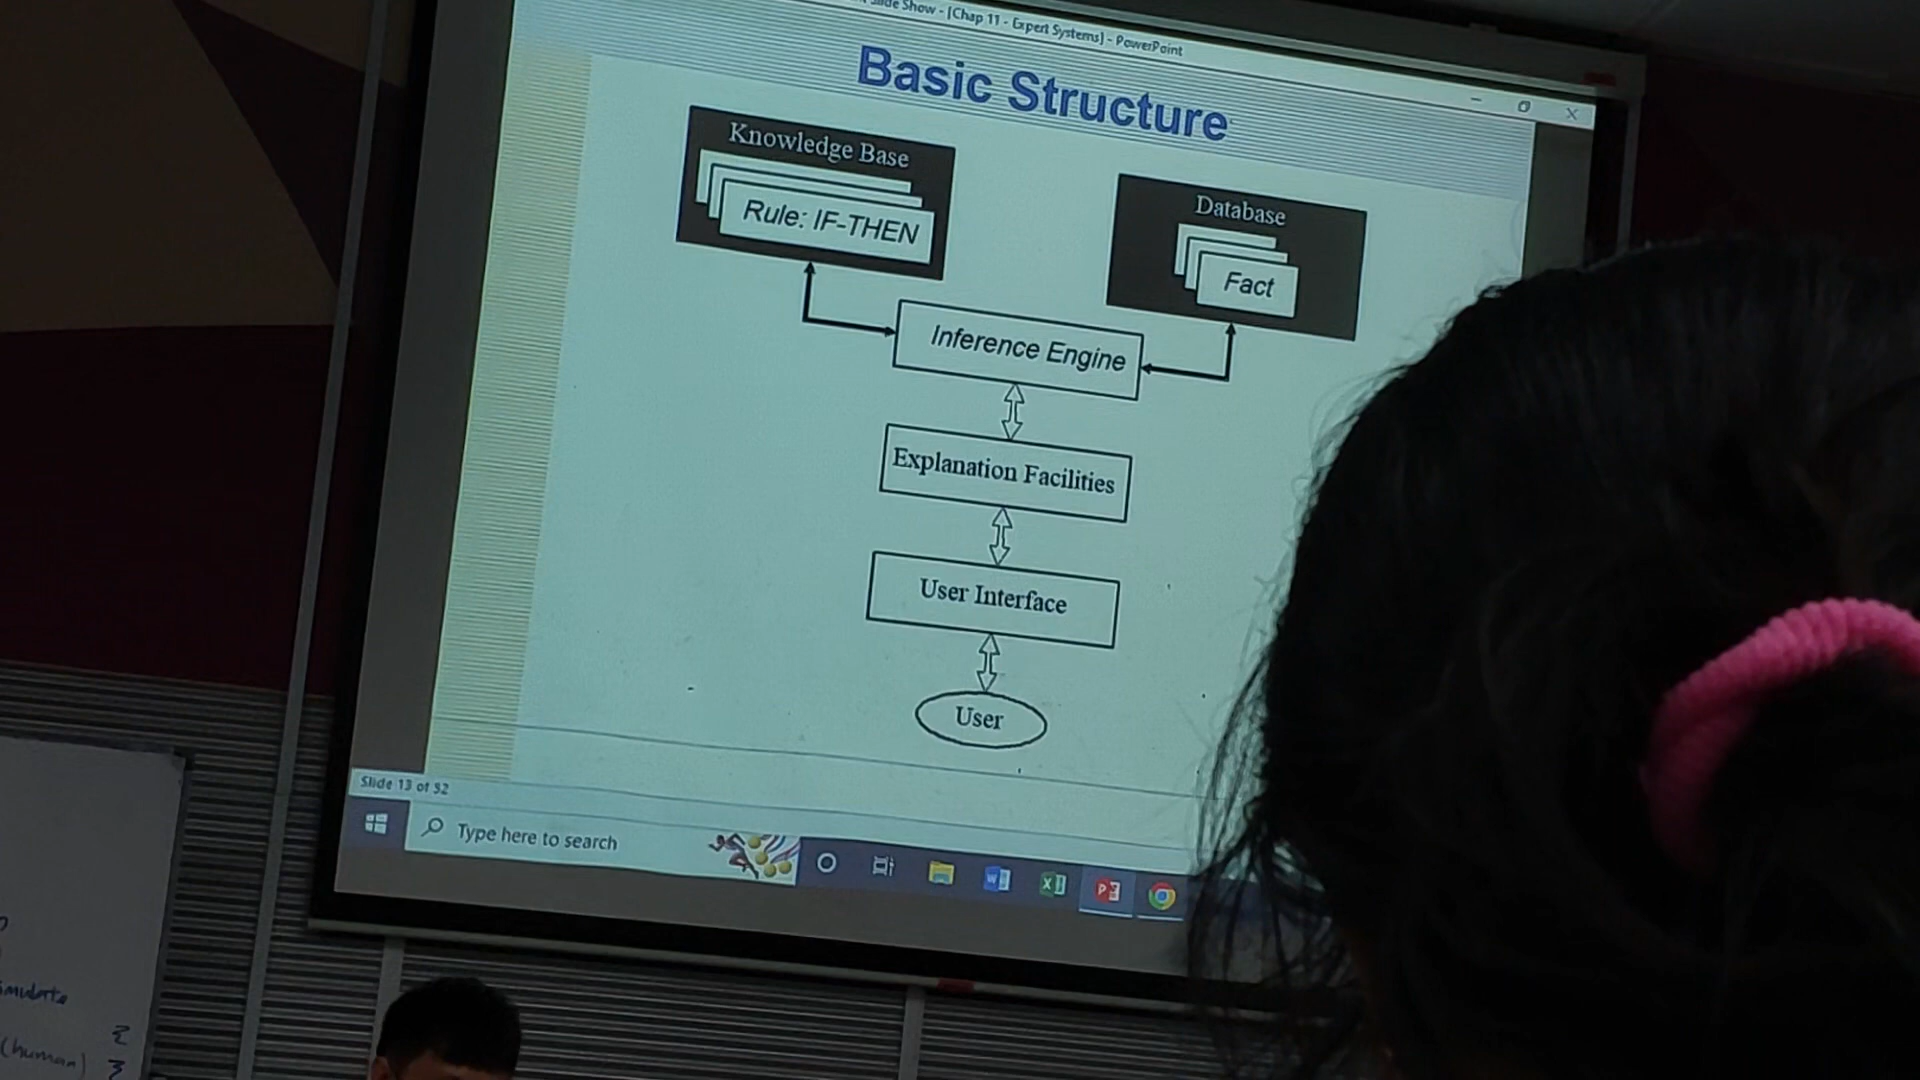 Slide Show - [Chap 11 - Expert Systems] - PowerPoint
Basic Structure
Knowledge Base
Rule: IF-THEN
Database
Fact
Inference Engine
Explanation Facilities
User Interface
User
Slide 13 of 52
Type here to search
(human)